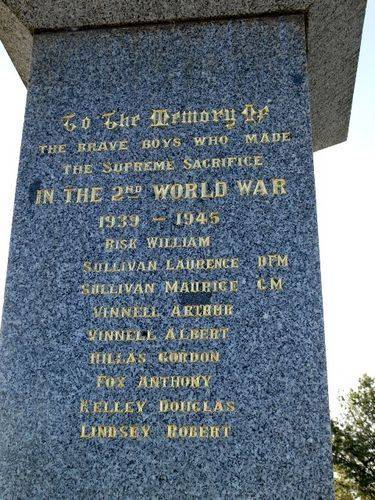 To The Memory Of
THE BRAVE BOYS WHO MADE
THE SUPREME SACRIFICE
IN THE 2ND WORLD WAR
1939 - 1945
RISK WILLIAM
SULLIVAN LAURENCE DFM
SULLIVAN MAURICE GM
VINNELL ARTHUR
VINNELL ALBERT
HILLAS GORDON
FOX ANTHONY
KELLEY DOUGLAS
LINDSEY ROBERT